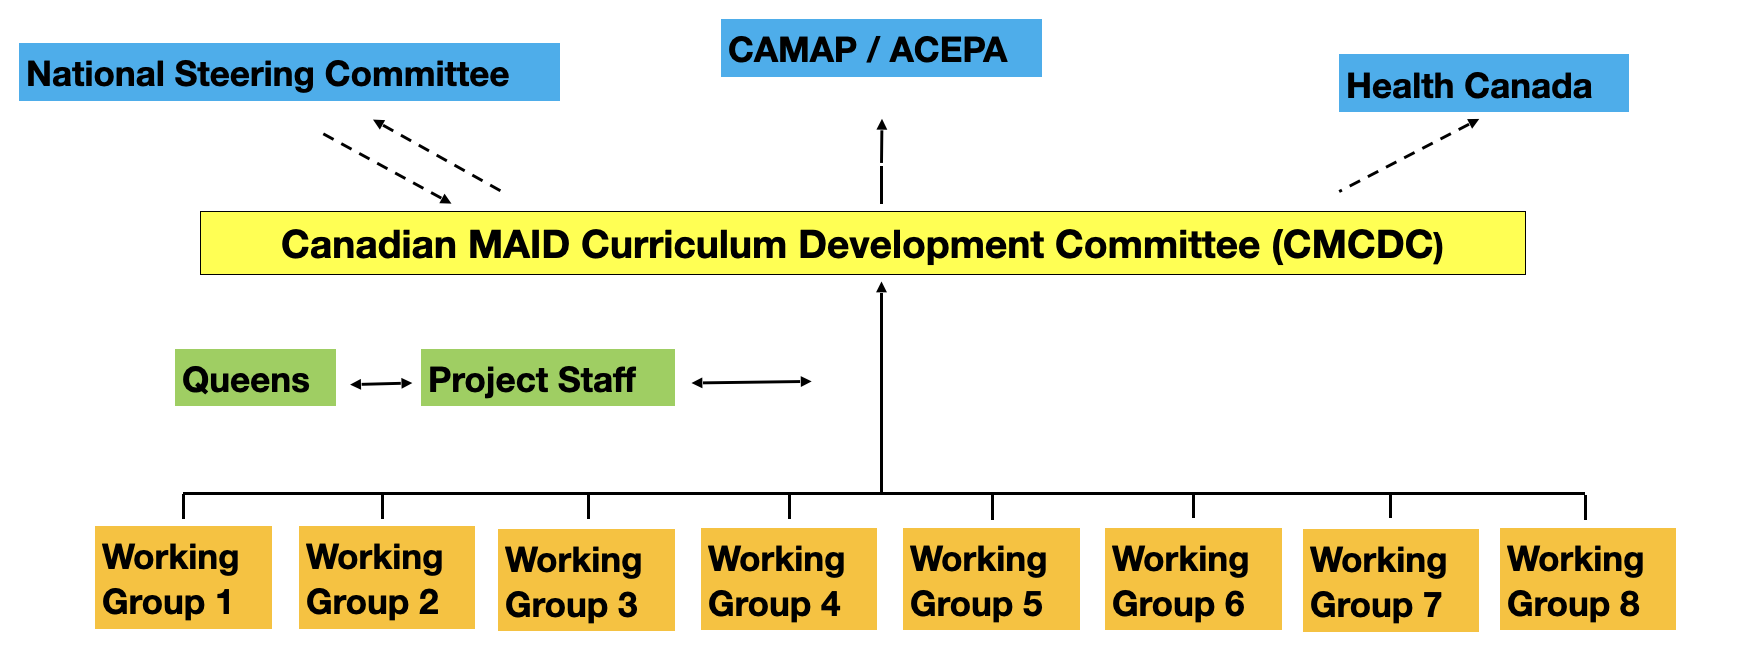 National Steering Committee
CAMAP / ACEPA
Health Canada
Canadian MAID Curriculum Development Committee (CMCDC)
Queens
Project Staff
Working
Group 1
Working
Group 2
Working
Group 3
Working
Group 4
Working
Group 5
Working
Group 6
Working
Group 7
Working
Group 8